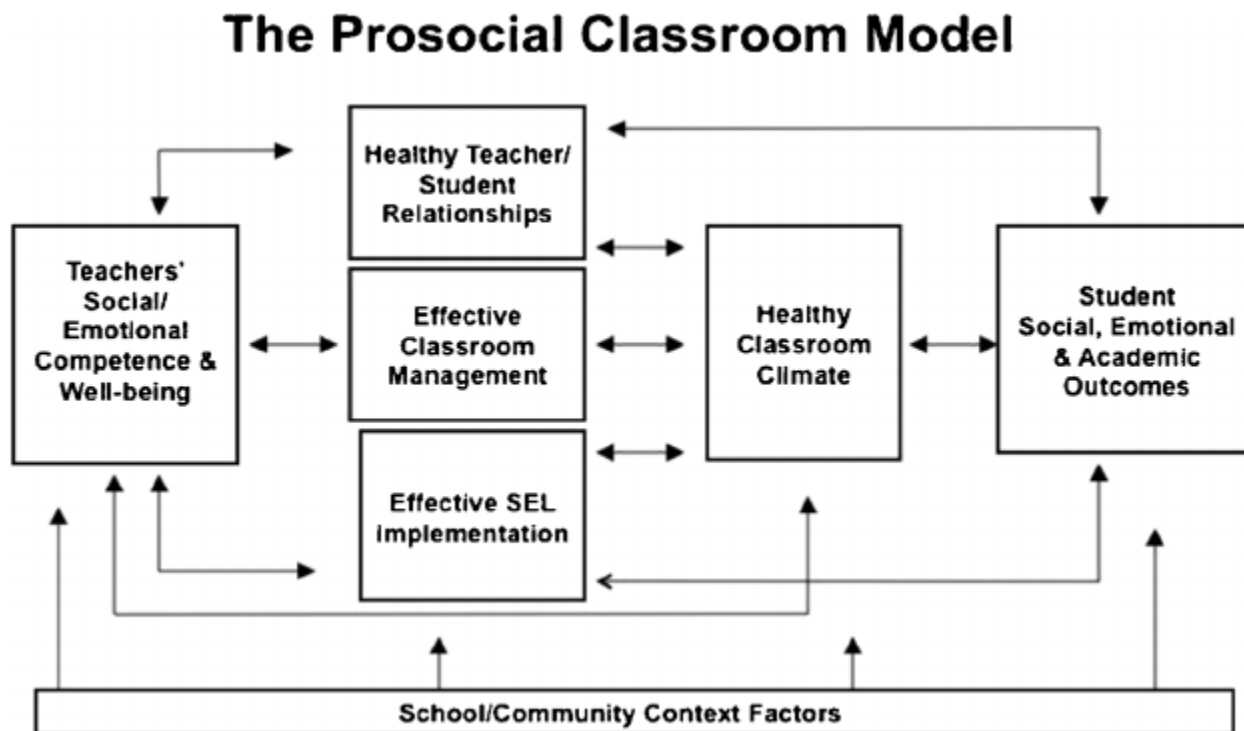 The Prosocial Classroom Model
Healthy Teacher/
Student
Relationships
Teachers'
Social/
Emotional
Competence &
Well-being
Effective
Classroom
Management
Healthy
Classroom
Climate
Student
Social, Emotional
& Academic
Outcomes
Effective SEL
Implementation
School/Community Context Factors